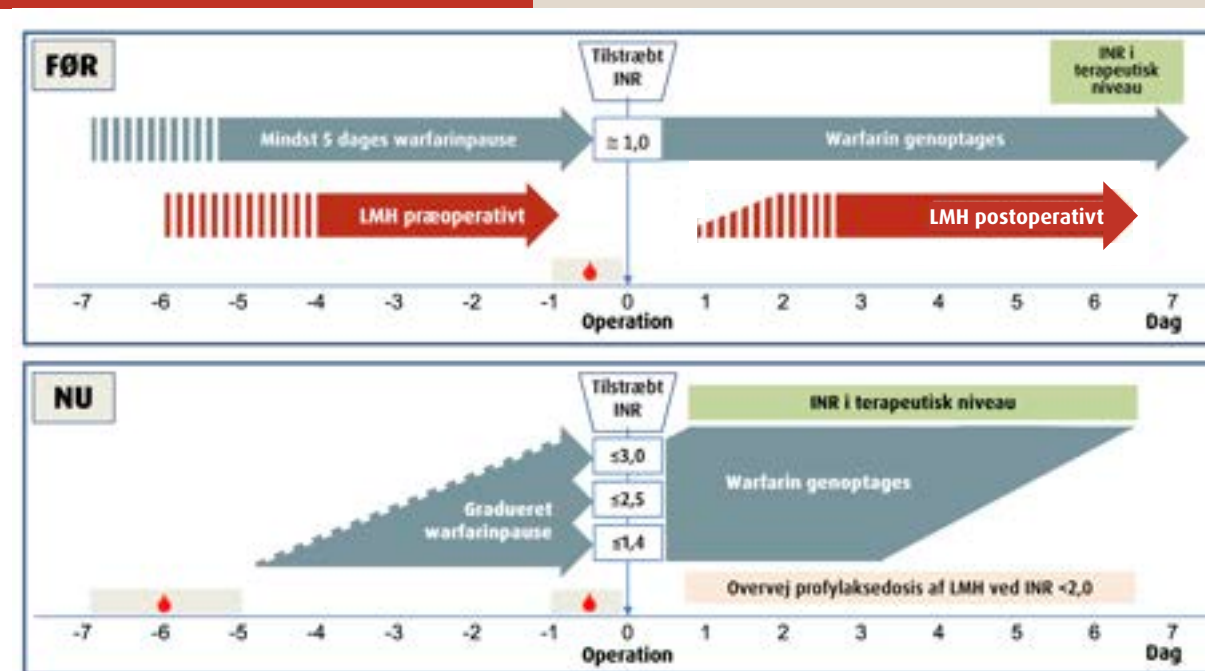 FØR
Tilstræbt
INR
INR i
terapeutisk
niveau
Mindst 5 dages warfarinpause
≅ 1,0
Warfarin genoptages
LMH præoperativt
LMH postoperativt
-7 -6 -5 -4 -3 -2 -1 0 1 2 3 4 5 6 7
Operation Dag
NU
Tilstræbt
INR
INR i terapeutisk niveau
≤3,0
≤2,5
≤1,4
Gradueret
warfarinpause
Warfarin genoptages
Overvej profylaksedosis af LMH ved INR <2,0
-7 -6 -5 -4 -3 -2 -1 0 1 2 3 4 5 6 7
Operation Dag